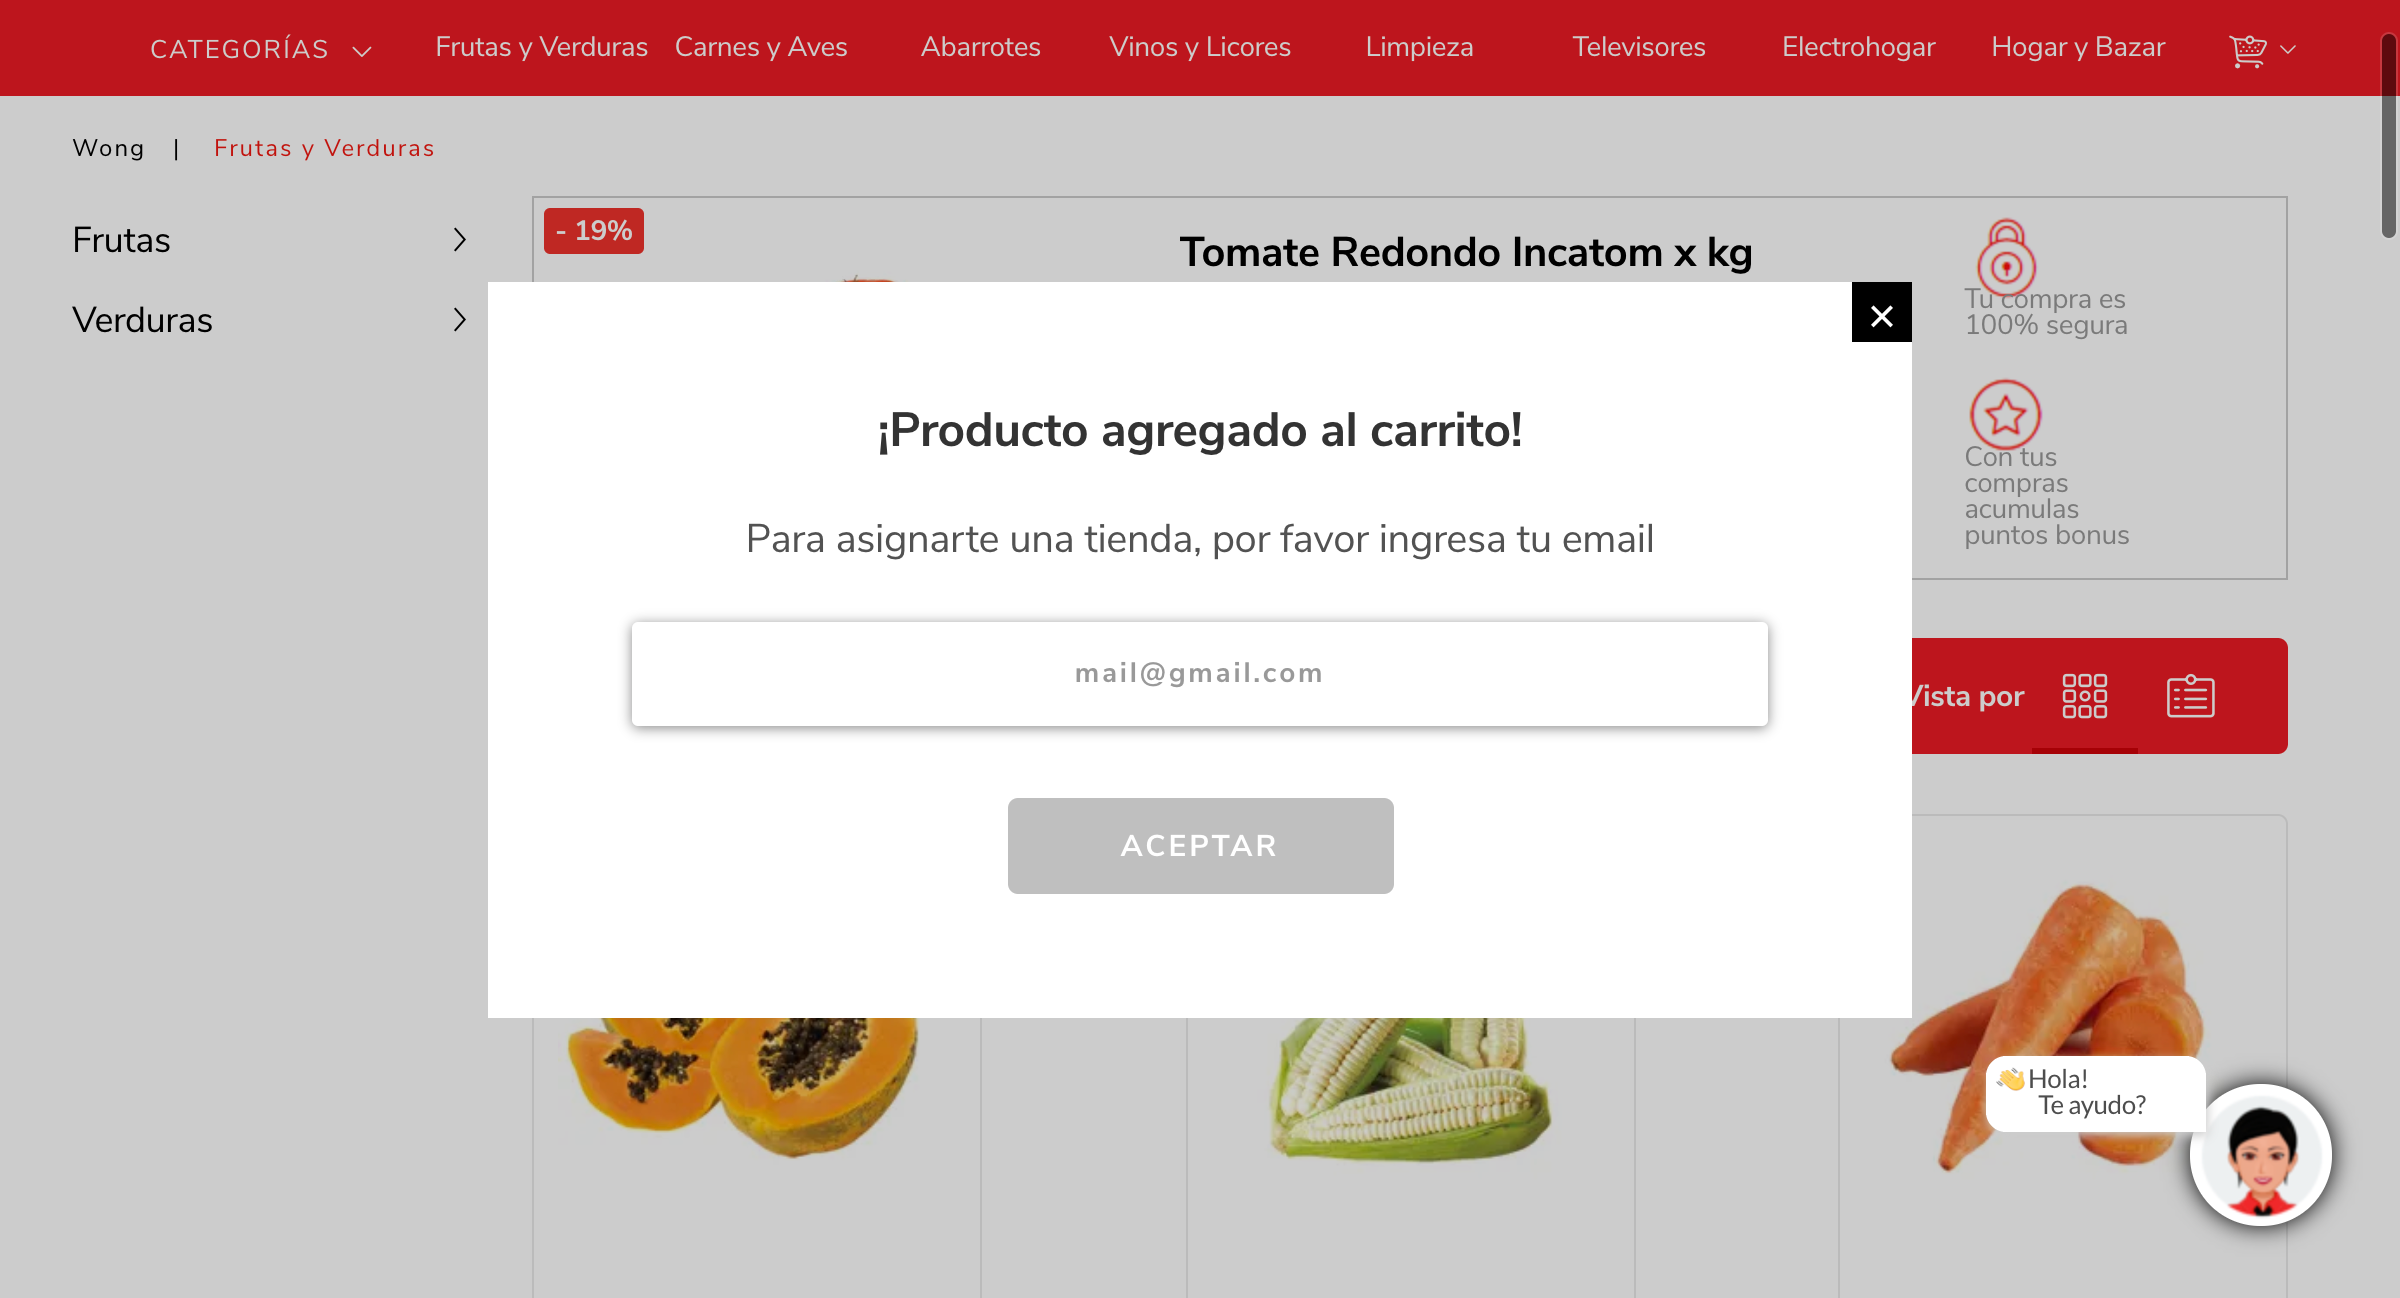 CATEGORÍAS
Frutas y Verduras
Carnes y Aves
Abarrotes
Vinos y Licores
Limpieza
Televisores
Electrohogar
Hogar y Bazar
Wong | Frutas y Verduras
Frutas
Verduras
- 19%
Tomate Redondo Incatom x kg
Tu compra es
100% segura
Con tus
compras
acumulas
puntos bonus
¡Producto agregado al carrito!
Para asignarte una tienda, por favor ingresa tu email
mail@gmail.com
ACEPTAR
Vista por
👋Hola!
Te ayudo?